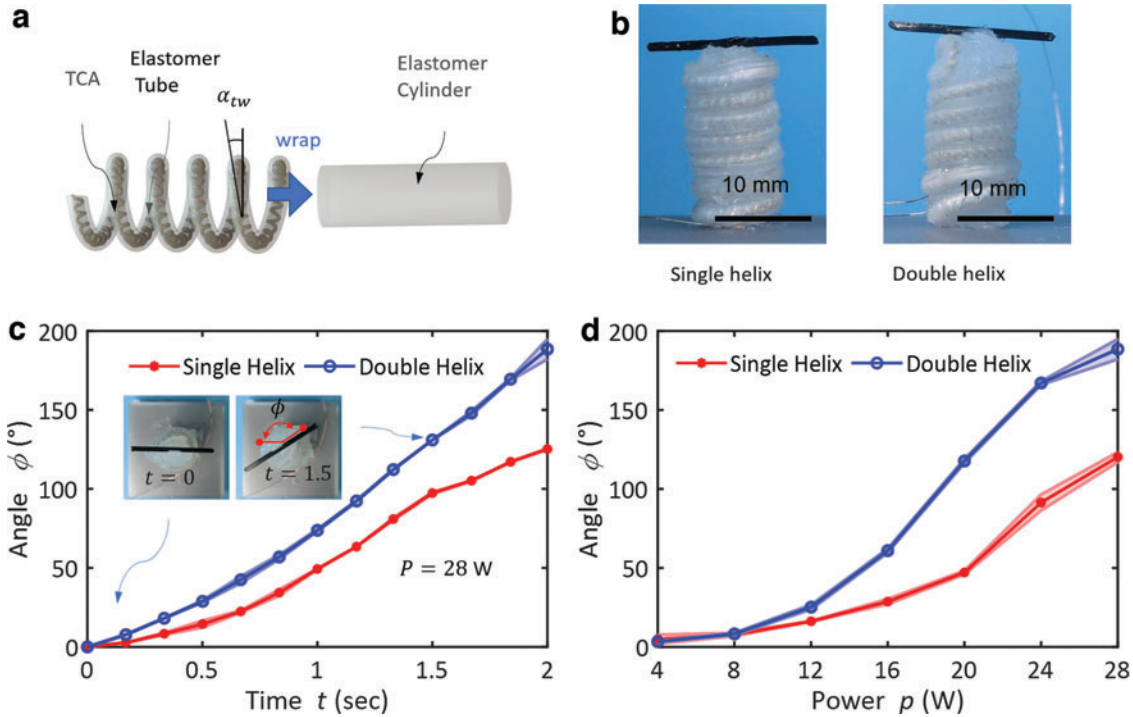 a
TCA
Elastomer
Tube
α_tw
wrap
Elastomer
Cylinder
b
10 mm
10 mm
Single helix
Double helix
c
200
150
100
50
0
Angle ϕ (°)
Single Helix
Double Helix
ϕ
t = 0
t = 1.5
P = 28 W
0
0.5
1
1.5
2
Time t (sec)
d
200
150
100
50
0
Angle ϕ (°)
Single Helix
Double Helix
4
8
12
16
20
24
28
Power p (W)